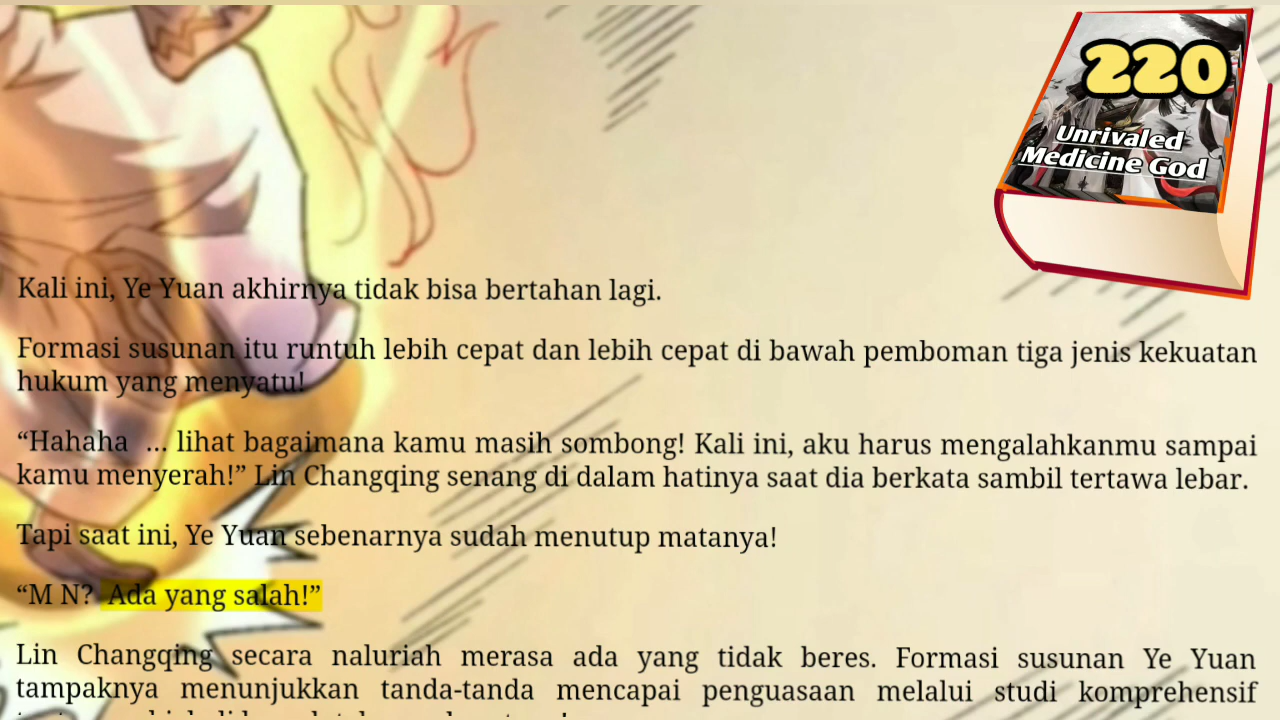 220
Unrivaled
Medicine God
Kali ini, Ye Yuan akhirnya tidak bisa bertahan lagi.
Formasi susunan itu runtuh lebih cepat dan lebih cepat di bawah pemboman tiga jenis kekuatan
hukum yang menyatu!
“Hahaha … lihat bagaimana kamu masih sombong! Kali ini, aku harus mengalahkanmu sampai
kamu menyerah!” Lin Changqing senang di dalam hatinya saat dia berkata sambil tertawa lebar.
Tapi saat ini, Ye Yuan sebenarnya sudah menutup matanya!
“M N? Ada yang salah!”
Lin Changqing secara naluriah merasa ada yang tidak beres. Formasi susunan Ye Yuan
tampaknya menunjukkan tanda-tanda mencapai penguasaan melalui studi komprehensif